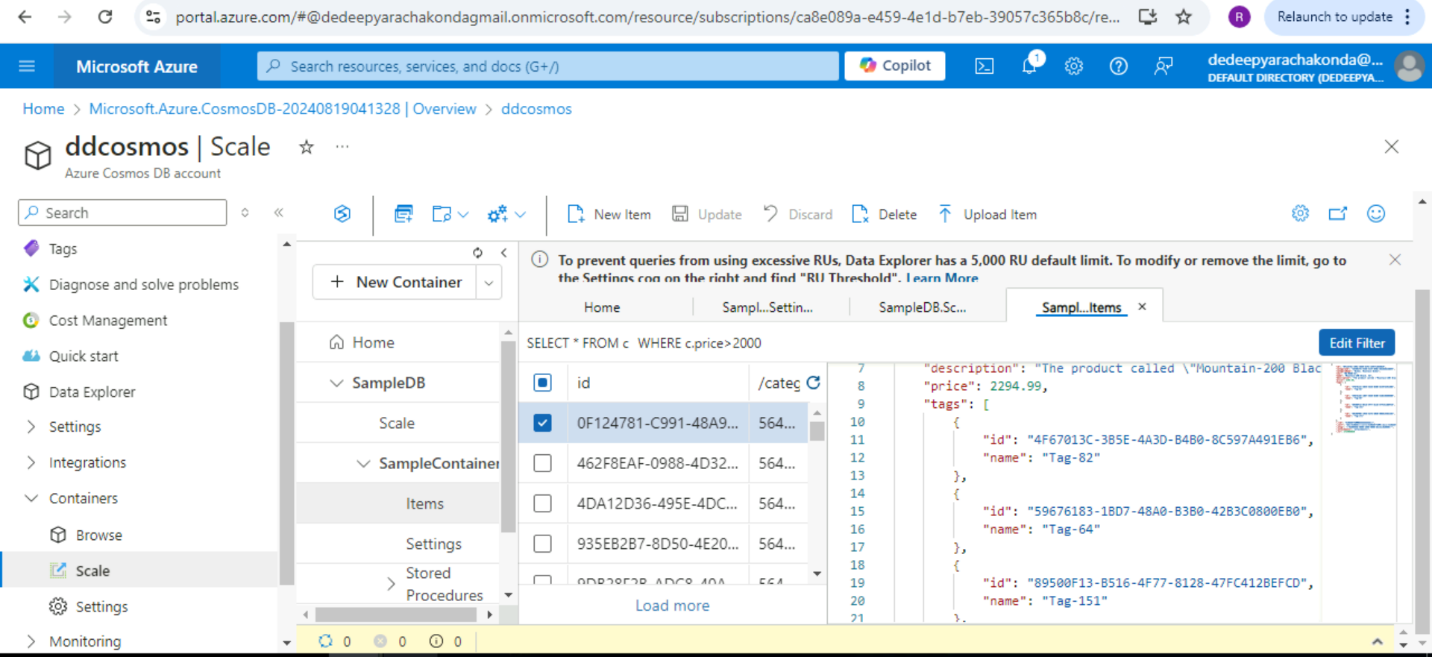 portal.azure.com/#@dedeepyarachakondagmail.onmicrosoft.com/resource/subscriptions/ca8e089a-e459-4e1d-b7eb-39057c365b8c/re...
R
Relaunch to update
Microsoft Azure
Search resources, services, and docs (G+/)
Copilot
1
dedeepyarachakonda@...
DEFAULT DIRECTORY (DEDEEPYA...
Home > Microsoft.Azure.CosmosDB-20240819041328 | Overview > ddcosmos
ddcosmos | Scale
Azure Cosmos DB account
Search
Tags
Diagnose and solve problems
Cost Management
Quick start
Data Explorer
Settings
Integrations
Containers
Browse
Scale
Settings
Monitoring
New Item
Update
Discard
Delete
Upload Item
+ New Container
Home
SampleDB
Scale
SampleContainer
Items
Settings
Stored
Procedures
To prevent queries from using excessive RUs, Data Explorer has a 5,000 RU default limit. To modify or remove the limit, go to
the Settings cog on the right and find "RU Threshold". Learn More
Home
Sampl...Settin...
SampleDB.Sc...
Sampl...Items
SELECT * FROM c WHERE c.price>2000
Edit Filter
id /categ
0F124781-C991-48A9... 564...
462F8EAF-0988-4D32... 564...
4DA12D36-495E-4DC... 564...
935EB2B7-8D50-4E20... 564...
9DB28F2B-ADC8-40A... 564...
Load more
7 "description": "The product called \"Mountain-200 Blac
8 "price": 2294.99,
9 "tags": [
10 {
11 "id": "4F67013C-3B5E-4A3D-B4B0-8C597A491EB6",
12 "name": "Tag-82"
13 },
14 {
15 "id": "59676183-1BD7-48A0-B3B0-42B3C0800EB0",
16 "name": "Tag-64"
17 },
18 {
19 "id": "89500F13-B516-4F77-8128-47FC412BEFCD",
20 "name": "Tag-151"
21 },
0 0 0